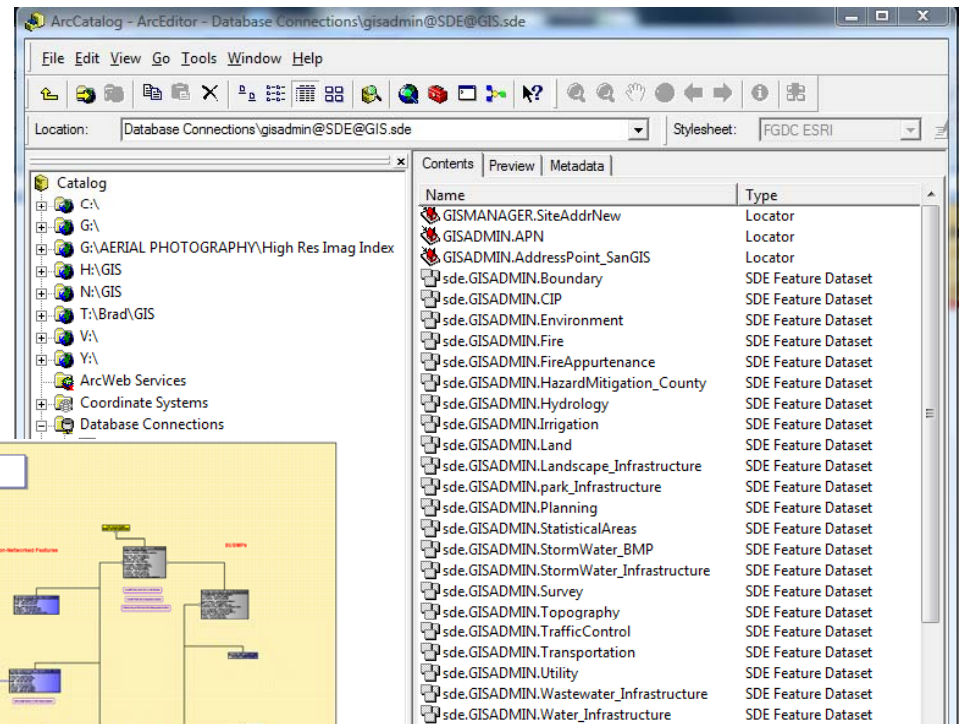 ArcCatalog - ArcEditor - Database Connections\gisadmin@SDE@GIS.sde
File Edit View Go Tools Window Help
Location: Database Connections\gisadmin@SDE@GIS.sde Stylesheet: FGDC ESRI
Catalog
C:\
G:\
G:\AERIAL PHOTOGRAPHY\High Res Imag Index
H:\GIS
N:\GIS
T:\Brad\GIS
V:\
Y:\
ArcWeb Services
Coordinate Systems
Database Connections
Contents Preview Metadata
Name Type
GISMANAGER.SiteAddrNew Locator
GISADMIN.APN Locator
GISADMIN.AddressPoint_SanGIS Locator
sde.GISADMIN.Boundary SDE Feature Dataset
sde.GISADMIN.CIP SDE Feature Dataset
sde.GISADMIN.Environment SDE Feature Dataset
sde.GISADMIN.Fire SDE Feature Dataset
sde.GISADMIN.FireAppurtenance SDE Feature Dataset
sde.GISADMIN.HazardMitigation_County SDE Feature Dataset
sde.GISADMIN.Hydrology SDE Feature Dataset
sde.GISADMIN.Irrigation SDE Feature Dataset
sde.GISADMIN.Land SDE Feature Dataset
sde.GISADMIN.Landscape_Infrastructure SDE Feature Dataset
sde.GISADMIN.park_Infrastructure SDE Feature Dataset
sde.GISADMIN.Planning SDE Feature Dataset
sde.GISADMIN.StatisticalAreas SDE Feature Dataset
sde.GISADMIN.StormWater_BMP SDE Feature Dataset
sde.GISADMIN.StormWater_Infrastructure SDE Feature Dataset
sde.GISADMIN.Survey SDE Feature Dataset
sde.GISADMIN.Topography SDE Feature Dataset
sde.GISADMIN.TrafficControl SDE Feature Dataset
sde.GISADMIN.Transportation SDE Feature Dataset
sde.GISADMIN.Utility SDE Feature Dataset
sde.GISADMIN.Wastewater_Infrastructure SDE Feature Dataset
sde.GISADMIN.Water_Infrastructure SDE Feature Dataset
on-Networked Features